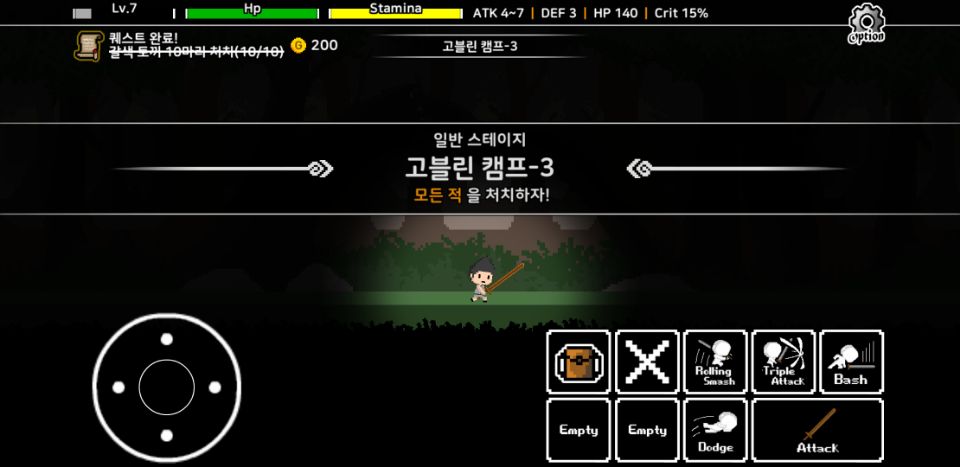 Lv.7
Hp
Stamina
ATK 4~7 | DEF 3 | HP 140 | Crit 15%
option
퀘스트 완료!
갈색 토끼 10마리 처치(10/10)
G 200
고블린 캠프-3
일반 스테이지
고블린 캠프-3
모든 적 을 처치하자!
Rolling
Smash
Triple
Attack
Bash
Empty
Empty
Dodge
Attack